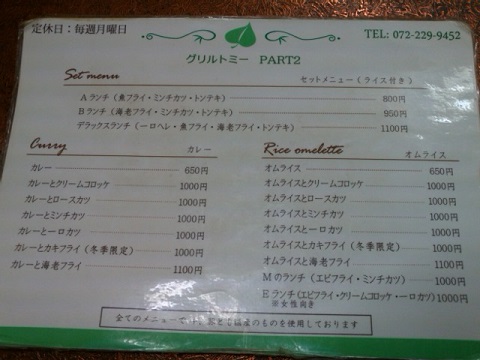 定休日：毎週月曜日
TEL: 072-229-9452
グリルトミー PART2
Set menu セットメニュー(ライス付き)
Aランチ(魚フライ・ミンチカツ・トンテキ) 800円
Bランチ(海老フライ・ミンチカツ・トンテキ) 950円
デラックスランチ(一口ヘレ・魚フライ・海老フライ・トンテキ) 1100円
Curry カレー
カレー 650円
カレーとクリームコロッケ 1000円
カレーとロースカツ 1000円
カレーとミンチカツ 1000円
カレーと一口カツ 1000円
カレーとカキフライ(冬季限定) 1000円
カレーと海老フライ 1100円
Rice omelette オムライス
オムライス 650円
オムライスとクリームコロッケ 1000円
オムライスとロースカツ 1000円
オムライスとミンチカツ 1000円
オムライスと一口カツ 1000円
オムライスとカキフライ(冬季限定) 1000円
オムライスと海老フライ 1100円
Mのランチ(エビフライ・ミンチカツ) 1000円
Eランチ(エビフライ・クリームコロッケ・一口カツ) 1000円
※女性向き
全てのメニューで のものを使用しております